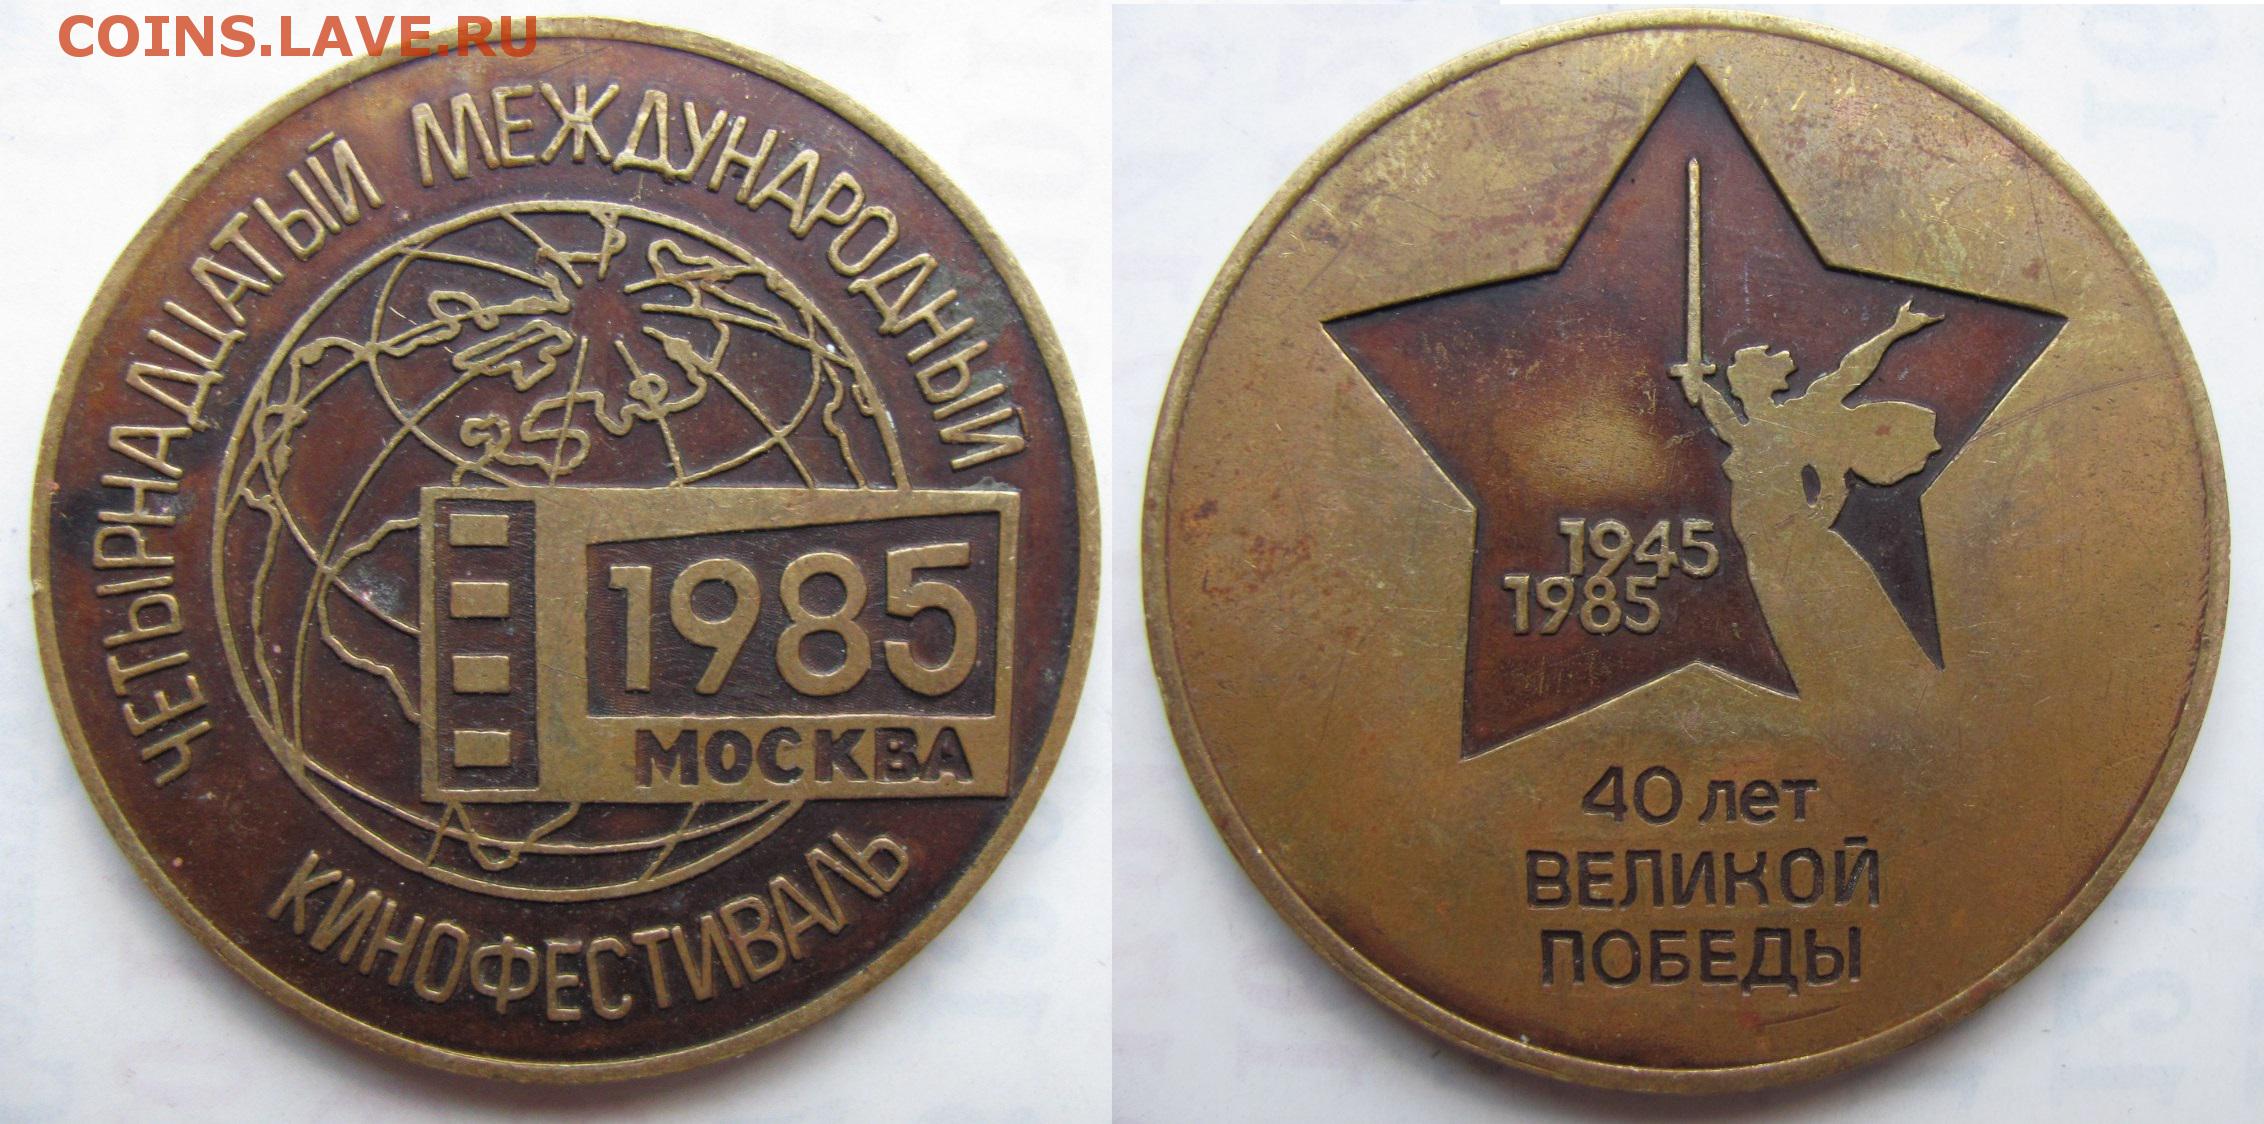 COINS.LAVE.RU
ЧЕТЫРНАДЦАТЫЙ МЕЖДУНАРОДНЫЙ
1985
МОСКВА
КИНОФЕСТИВАЛЬ
1945
1985
40 лет
ВЕЛИКОЙ
ПОБЕДЫ